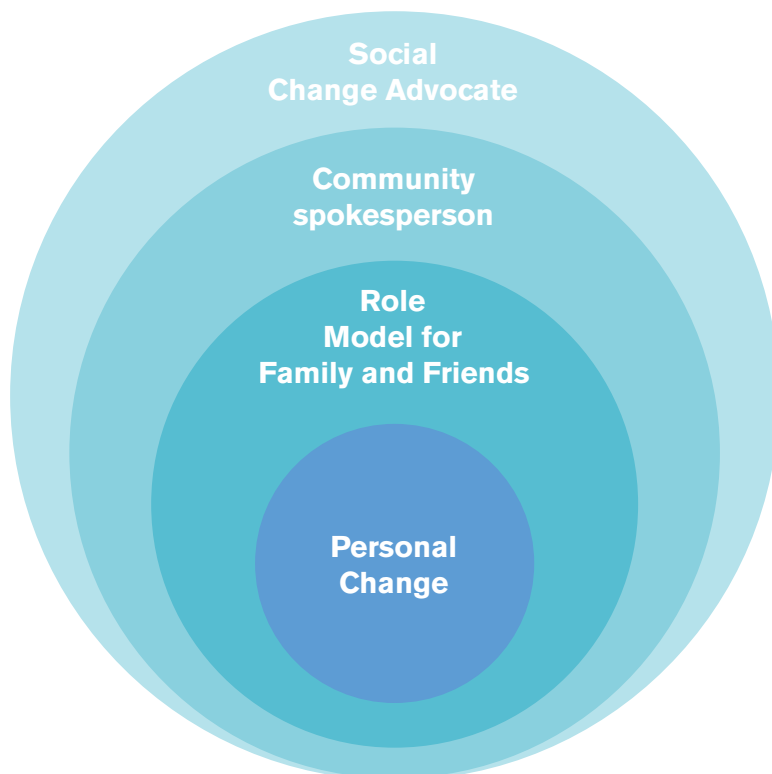 Social
Change Advocate
Community
spokesperson
Role
Model for
Family and Friends
Personal
Change